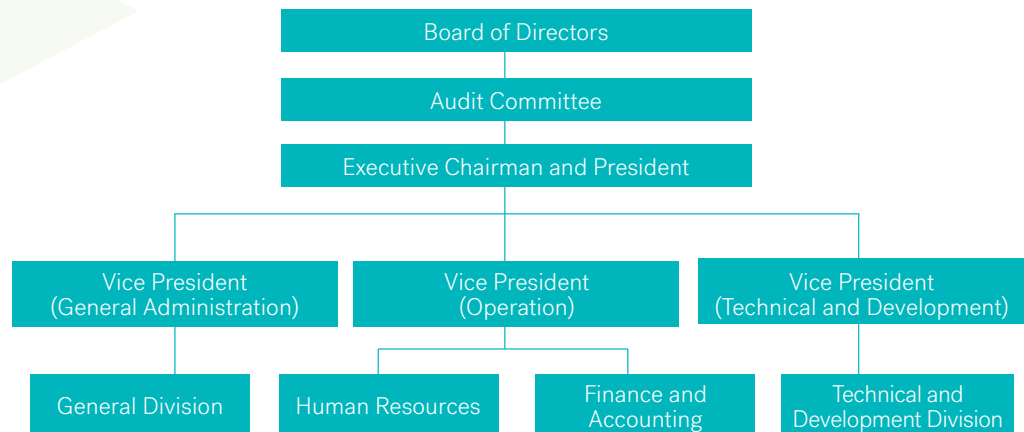 Board of Directors
Audit Committee
Executive Chairman and President
Vice President
(General Administration)
Vice President
(Operation)
Vice President
(Technical and Development)
General Division
Human Resources
Finance and
Accounting
Technical and
Development Division